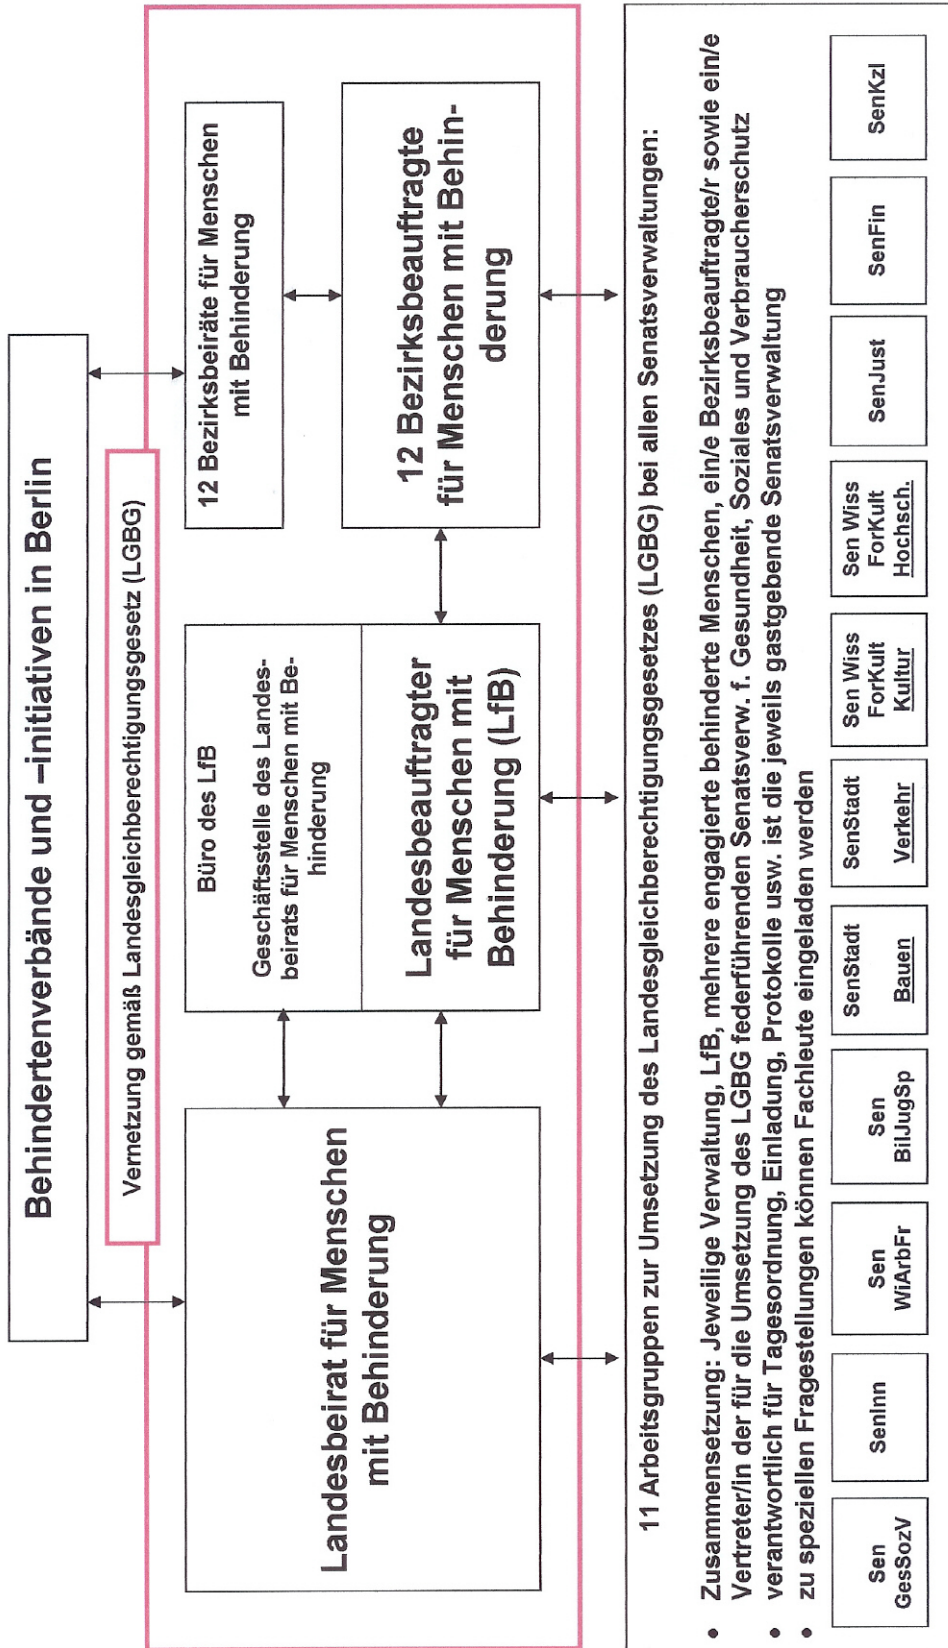 Behindertenverbände und –initiativen in Berlin
Vernetzung gemäß Landesgleichberechtigungsgesetz (LGBG)
Landesbeirat für Menschen
mit Behinderung
Büro des LfB
Geschäftsstelle des Landes-
beirats für Menschen mit Be-
hinderung
Landesbeauftragter
für Menschen mit
Behinderung (LfB)
12 Bezirksbeiräte für Menschen
mit Behinderung
12 Bezirksbeauftragte
für Menschen mit Behin-
derung
11 Arbeitsgruppen zur Umsetzung des Landesgleichberechtigungsgesetzes (LGBG) bei allen Senatsverwaltungen:
• Zusammensetzung: Jeweilige Verwaltung, LfB, mehrere engagierte behinderte Menschen, ein/e Bezirksbeauftragte/r sowie ein/e
Vertreter/in der für die Umsetzung des LGBG federführenden Senatsverw. f. Gesundheit, Soziales und Verbraucherschutz
• verantwortlich für Tagesordnung, Einladung, Protokolle usw. ist die jeweils gastgebende Senatsverwaltung
• zu speziellen Fragestellungen können Fachleute eingeladen werden
Sen
GesSozV
SenInn
Sen
WiArbFr
Sen
BilJugSp
SenStadt
Bauen
SenStadt
Verkehr
Sen Wiss
ForKult
Kultur
Sen Wiss
ForKult
Hochsch.
SenJust
SenFin
SenKzl